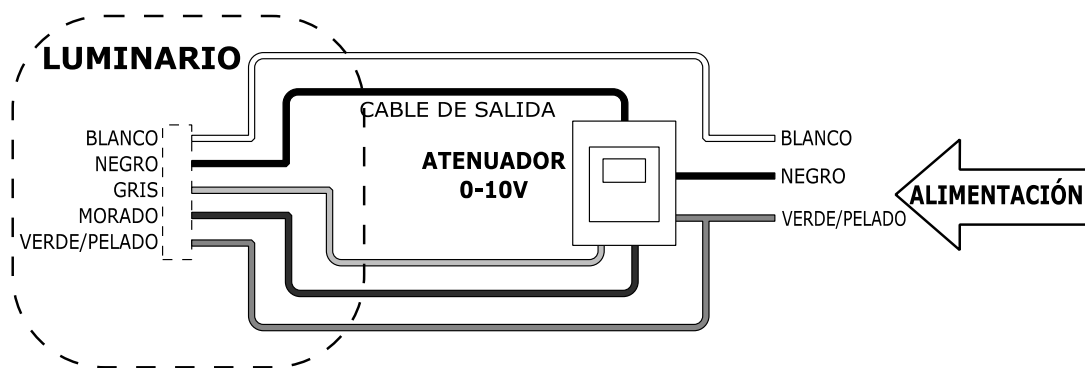 LUMINARIO
CABLE DE SALIDA
BLANCO
NEGRO
GRIS
MORADO
VERDE/PELADO
ATENUADOR
0-10V
BLANCO
NEGRO
VERDE/PELADO
ALIMENTACIÓN